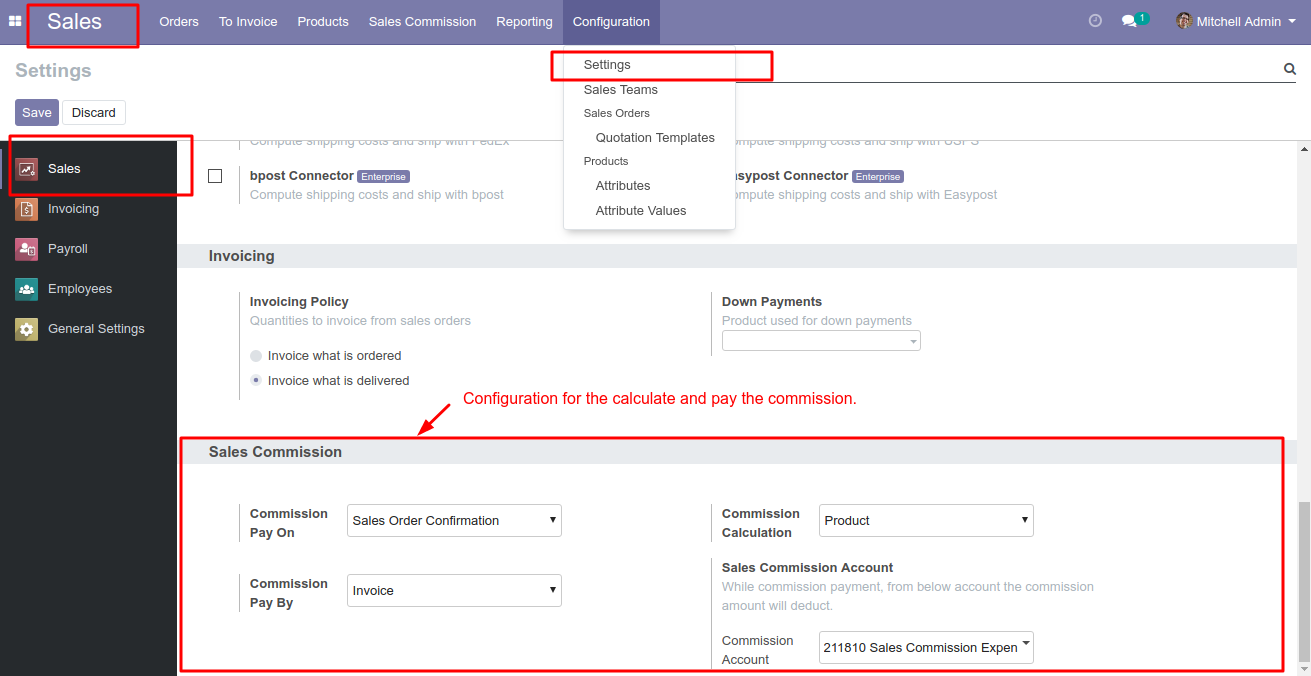 Sales
Orders
To Invoice
Products
Sales Commission
Reporting
Configuration
1
Mitchell Admin
Settings
Save
Discard
Settings
Sales Teams
Sales Orders
Quotation Templates
Products
Attributes
Attribute Values
Sales
Invoicing
Payroll
Employees
General Settings
Compute shipping costs and ship with FedEx
mpute shipping costs and ship with USPS
bpost Connector Enterprise
Compute shipping costs and ship with bpost
sypost Connector Enterprise
mpute shipping costs and ship with Easypost
Invoicing
Invoicing Policy
Quantities to invoice from sales orders
Invoice what is ordered
Invoice what is delivered
Down Payments
Product used for down payments
Configuration for the calculate and pay the commission.
Sales Commission
Commission
Pay On
Sales Order Confirmation
Commission
Calculation
Product
Commission
Pay By
Invoice
Sales Commission Account
While commission payment, from below account the commission
amount will deduct.
Commission
Account
211810 Sales Commission Expen